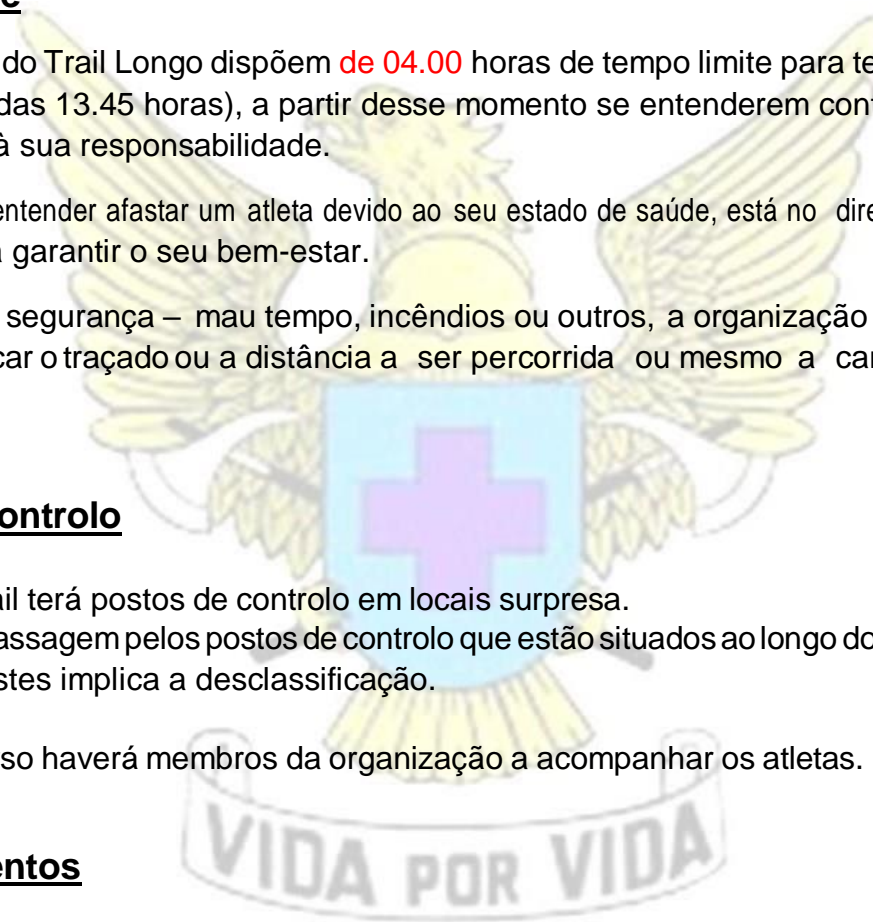 do Trail Longo dispõem de 04.00 horas de tempo limite para te
das 13.45 horas), a partir desse momento se entenderem con
à sua responsabilidade.
entender afastar um atleta devido ao seu estado de saúde, está no dire
garantir o seu bem-estar.
segurança – mau tempo, incêndios ou outros, a organização
car o traçado ou a distância a ser percorrida ou mesmo a car
ontrolo
ail terá postos de controlo em locais surpresa.
assagem pelos postos de controlo que estão situados ao longo do
stes implica a desclassificação.
so haverá membros da organização a acompanhar os atletas.
VIDA POR VIDA
entos